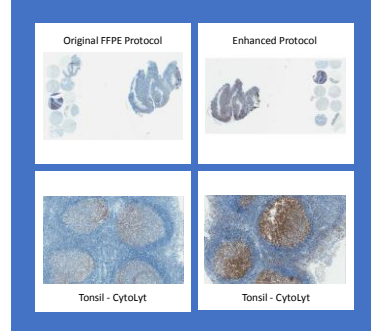 Original FFPE Protocol
Enhanced Protocol
Tonsil - CytoLyt
Tonsil - CytoLyt